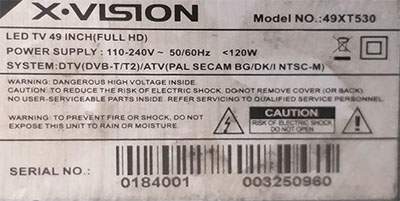 X·VISION
Model NO.:49XT530
LED TV 49 INCH(FULL HD)
POWER SUPPLY : 110-240V~ 50/60Hz <120W
SYSTEM: DTV(DVB-T/T2)/ATV(PAL SECAM BG/DK/I NTSC-M)
WARNING: DANGEROUS HIGH VOLTAGE INSIDE.
CAUTION: TO REDUCE THE RISK OF ELECTRIC SHOCK, DO NOT REMOVE COVER (OR BACK).
NO USER-SERVICEABLE PARTS INSIDE. REFER SERVICING TO QUALIFIED SERVICE PERSONNEL.
WARNING: TO PREVENT FIRE OR SHOCK, DO NOT
EXPOSE TO RAIN OR MOISTURE.
CAUTION
RISK OF ELECTRIC SHOCK
DO NOT OPEN
SERIAL NO.:
0184001 003250960